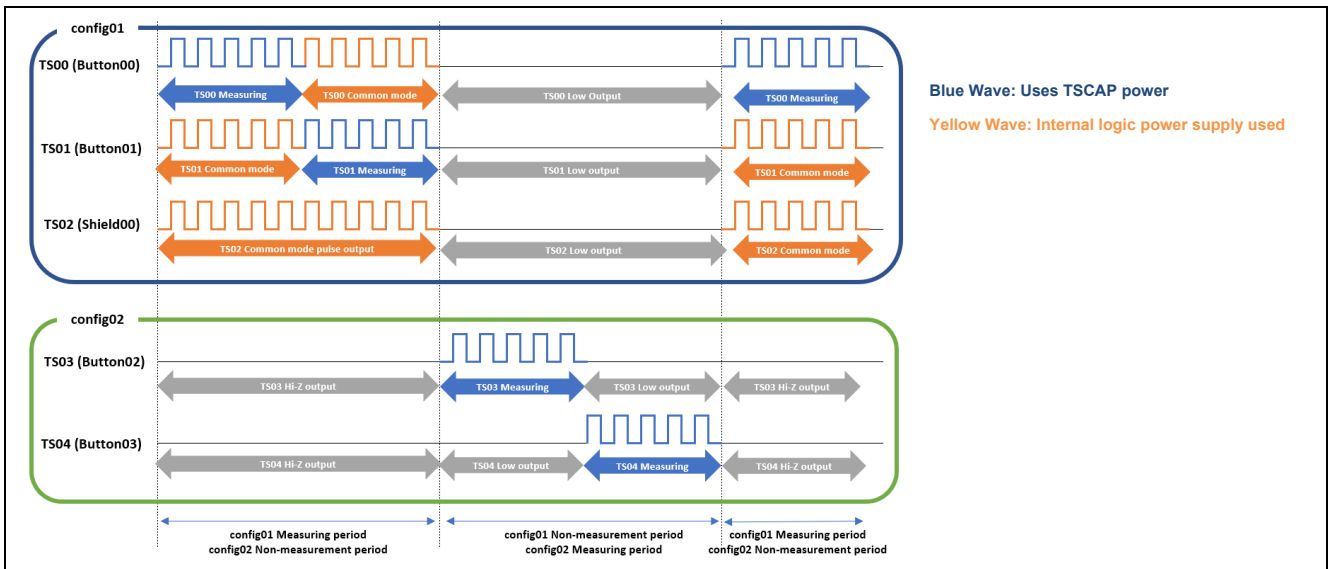 config01
TS00 (Button00)
TS00 Measuring
TS00 Common mode
TS00 Low Output
TS00 Measuring
Blue Wave: Uses TSCAP power
Yellow Wave: Internal logic power supply used
TS01 (Button01)
TS01 Common mode
TS01 Measuring
TS01 Low output
TS01 Common mode
TS02 (Shield00)
TS02 Common mode pulse output
TS02 Low output
TS02 Common mode
config02
TS03 (Button02)
TS03 Hi-Z output
TS03 Measuring
TS03 Low output
TS03 Hi-Z output
TS04 (Button03)
TS04 Hi-Z output
TS04 Low output
TS04 Measuring
TS04 Hi-Z output
config01 Measuring period
config02 Non-measurement period
config01 Non-measurement period
config02 Measuring period
config01 Measuring period
config02 Non-measurement period